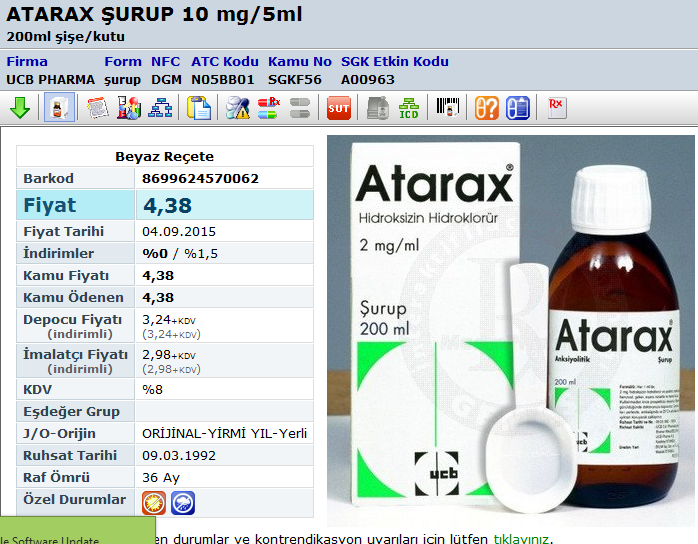 ATARAX ŞURUP 10 mg/5ml
200ml şişe/kutu
Firma Form NFC ATC Kodu Kamu No SGK Etkin Kodu
UCB PHARMA şurup DGM N05BB01 SGKF56 A00963
Rx
SUT
ICD
Rx
Beyaz Reçete
Barkod 8699624570062
Fiyat 4,38
Fiyat Tarihi 04.09.2015
İndirimler %0 / %1,5
Kamu Fiyatı 4,38
Kamu Ödenen 4,38
Depocu Fiyatı 3,24+KDV
(indirimli) (3,24+KDV)
İmalatçı Fiyatı 2,98+KDV
(indirimli) (2,98+KDV)
KDV %8
Eşdeğer Grup
J/O-Orijin ORİJİNAL-YİRMİ YIL-Yerli
Ruhsat Tarihi 09.03.1992
Raf Ömrü 36 Ay
Özel Durumlar
Atarax®
Hidroksizin Hidroklorür
2 mg/ml
Şurup
200 ml
ucb
Atarax®
Anksiyolitik Şurup
200 ml
ucb
le Software Update
en durumlar ve kontrendikasyon uyarıları için lütfen tıklayınız.